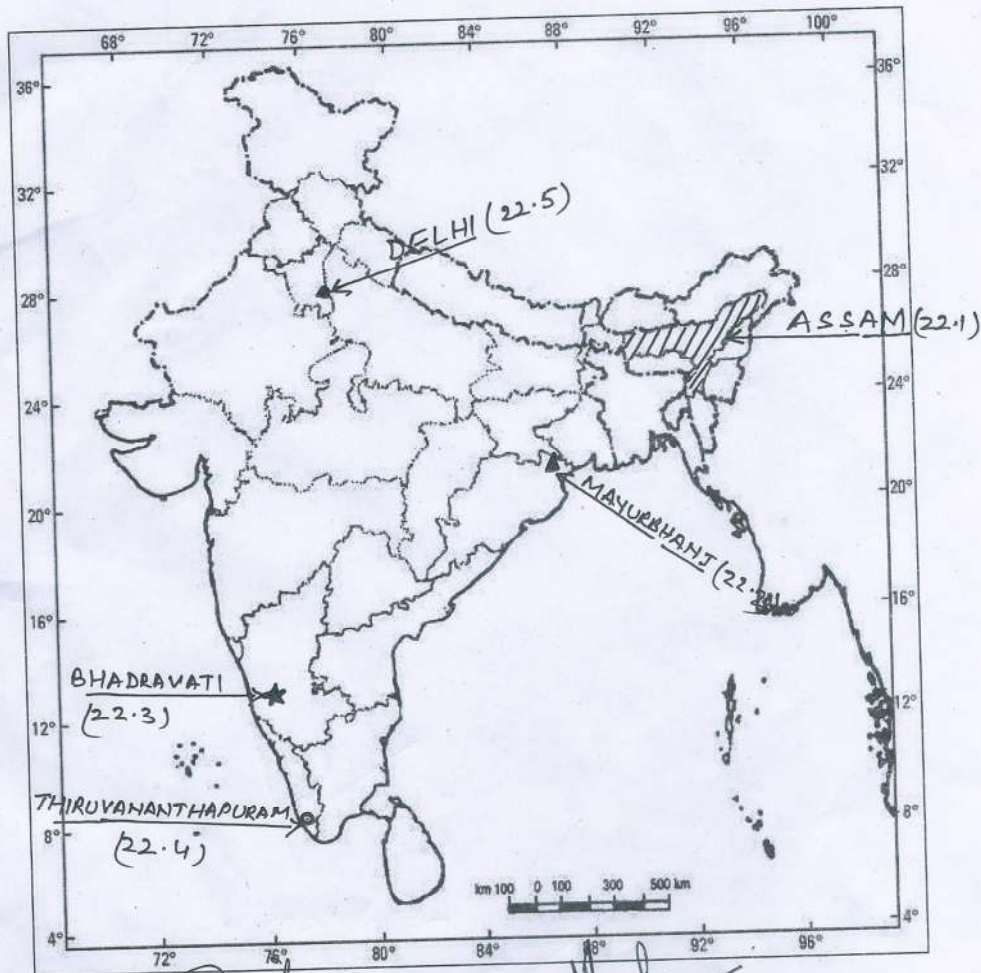 68° 72° 76° 80° 84° 88° 92° 96° 100°
36° 36°
32° 32°
DELHI (22.5)
28° 28°
ASSAM (22.1)
24° 24°
20° 20°
MAYURBHANJ
16° 16°
BHADRAVATI
(22.3)
12° 12°
THIRUVANANTHAPURAM
8° 8°
(22.4)
km 100 0 100 300 500 km
4° 4°
72° 76° 80° 84° 88° 92° 96°